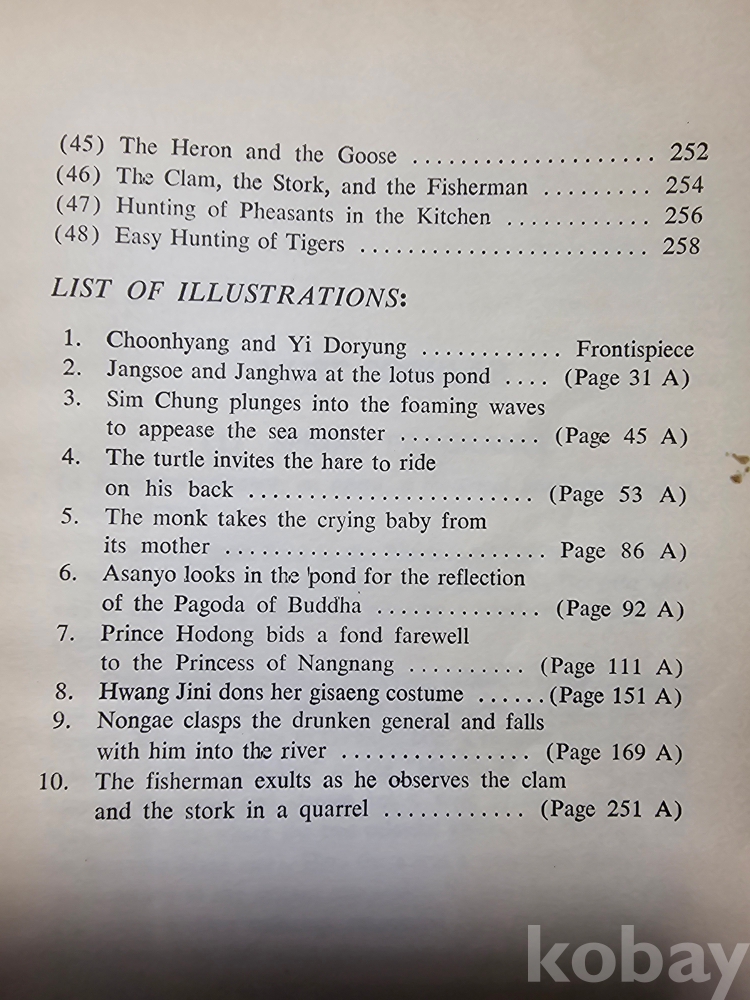 (45) The Heron and the Goose .................... 252
(46) The Clam, the Stork, and the Fisherman ......... 254
(47) Hunting of Pheasants in the Kitchen ............ 256
(48) Easy Hunting of Tigers ........................ 258
LIST OF ILLUSTRATIONS:
1. Choonhyang and Yi Doryung ............ Frontispiece
2. Jangsoe and Janghwa at the lotus pond .... (Page 31 A)
3. Sim Chung plunges into the foaming waves
to appease the sea monster ............ (Page 45 A)
4. The turtle invites the hare to ride
on his back ........................ (Page 53 A)
5. The monk takes the crying baby from
its mother ........................... Page 86 A)
6. Asanyo looks in the pond for the reflection
of the Pagoda of Buddha .............. (Page 92 A)
7. Prince Hodong bids a fond farewell
to the Princess of Nangnang .......... (Page 111 A)
8. Hwang Jini dons her gisaeng costume ......(Page 151 A)
9. Nongae clasps the drunken general and falls
with him into the river ................ (Page 169 A)
10. The fisherman exults as he observes the clam
and the stork in a quarrel ............ (Page 251 A)
kobay